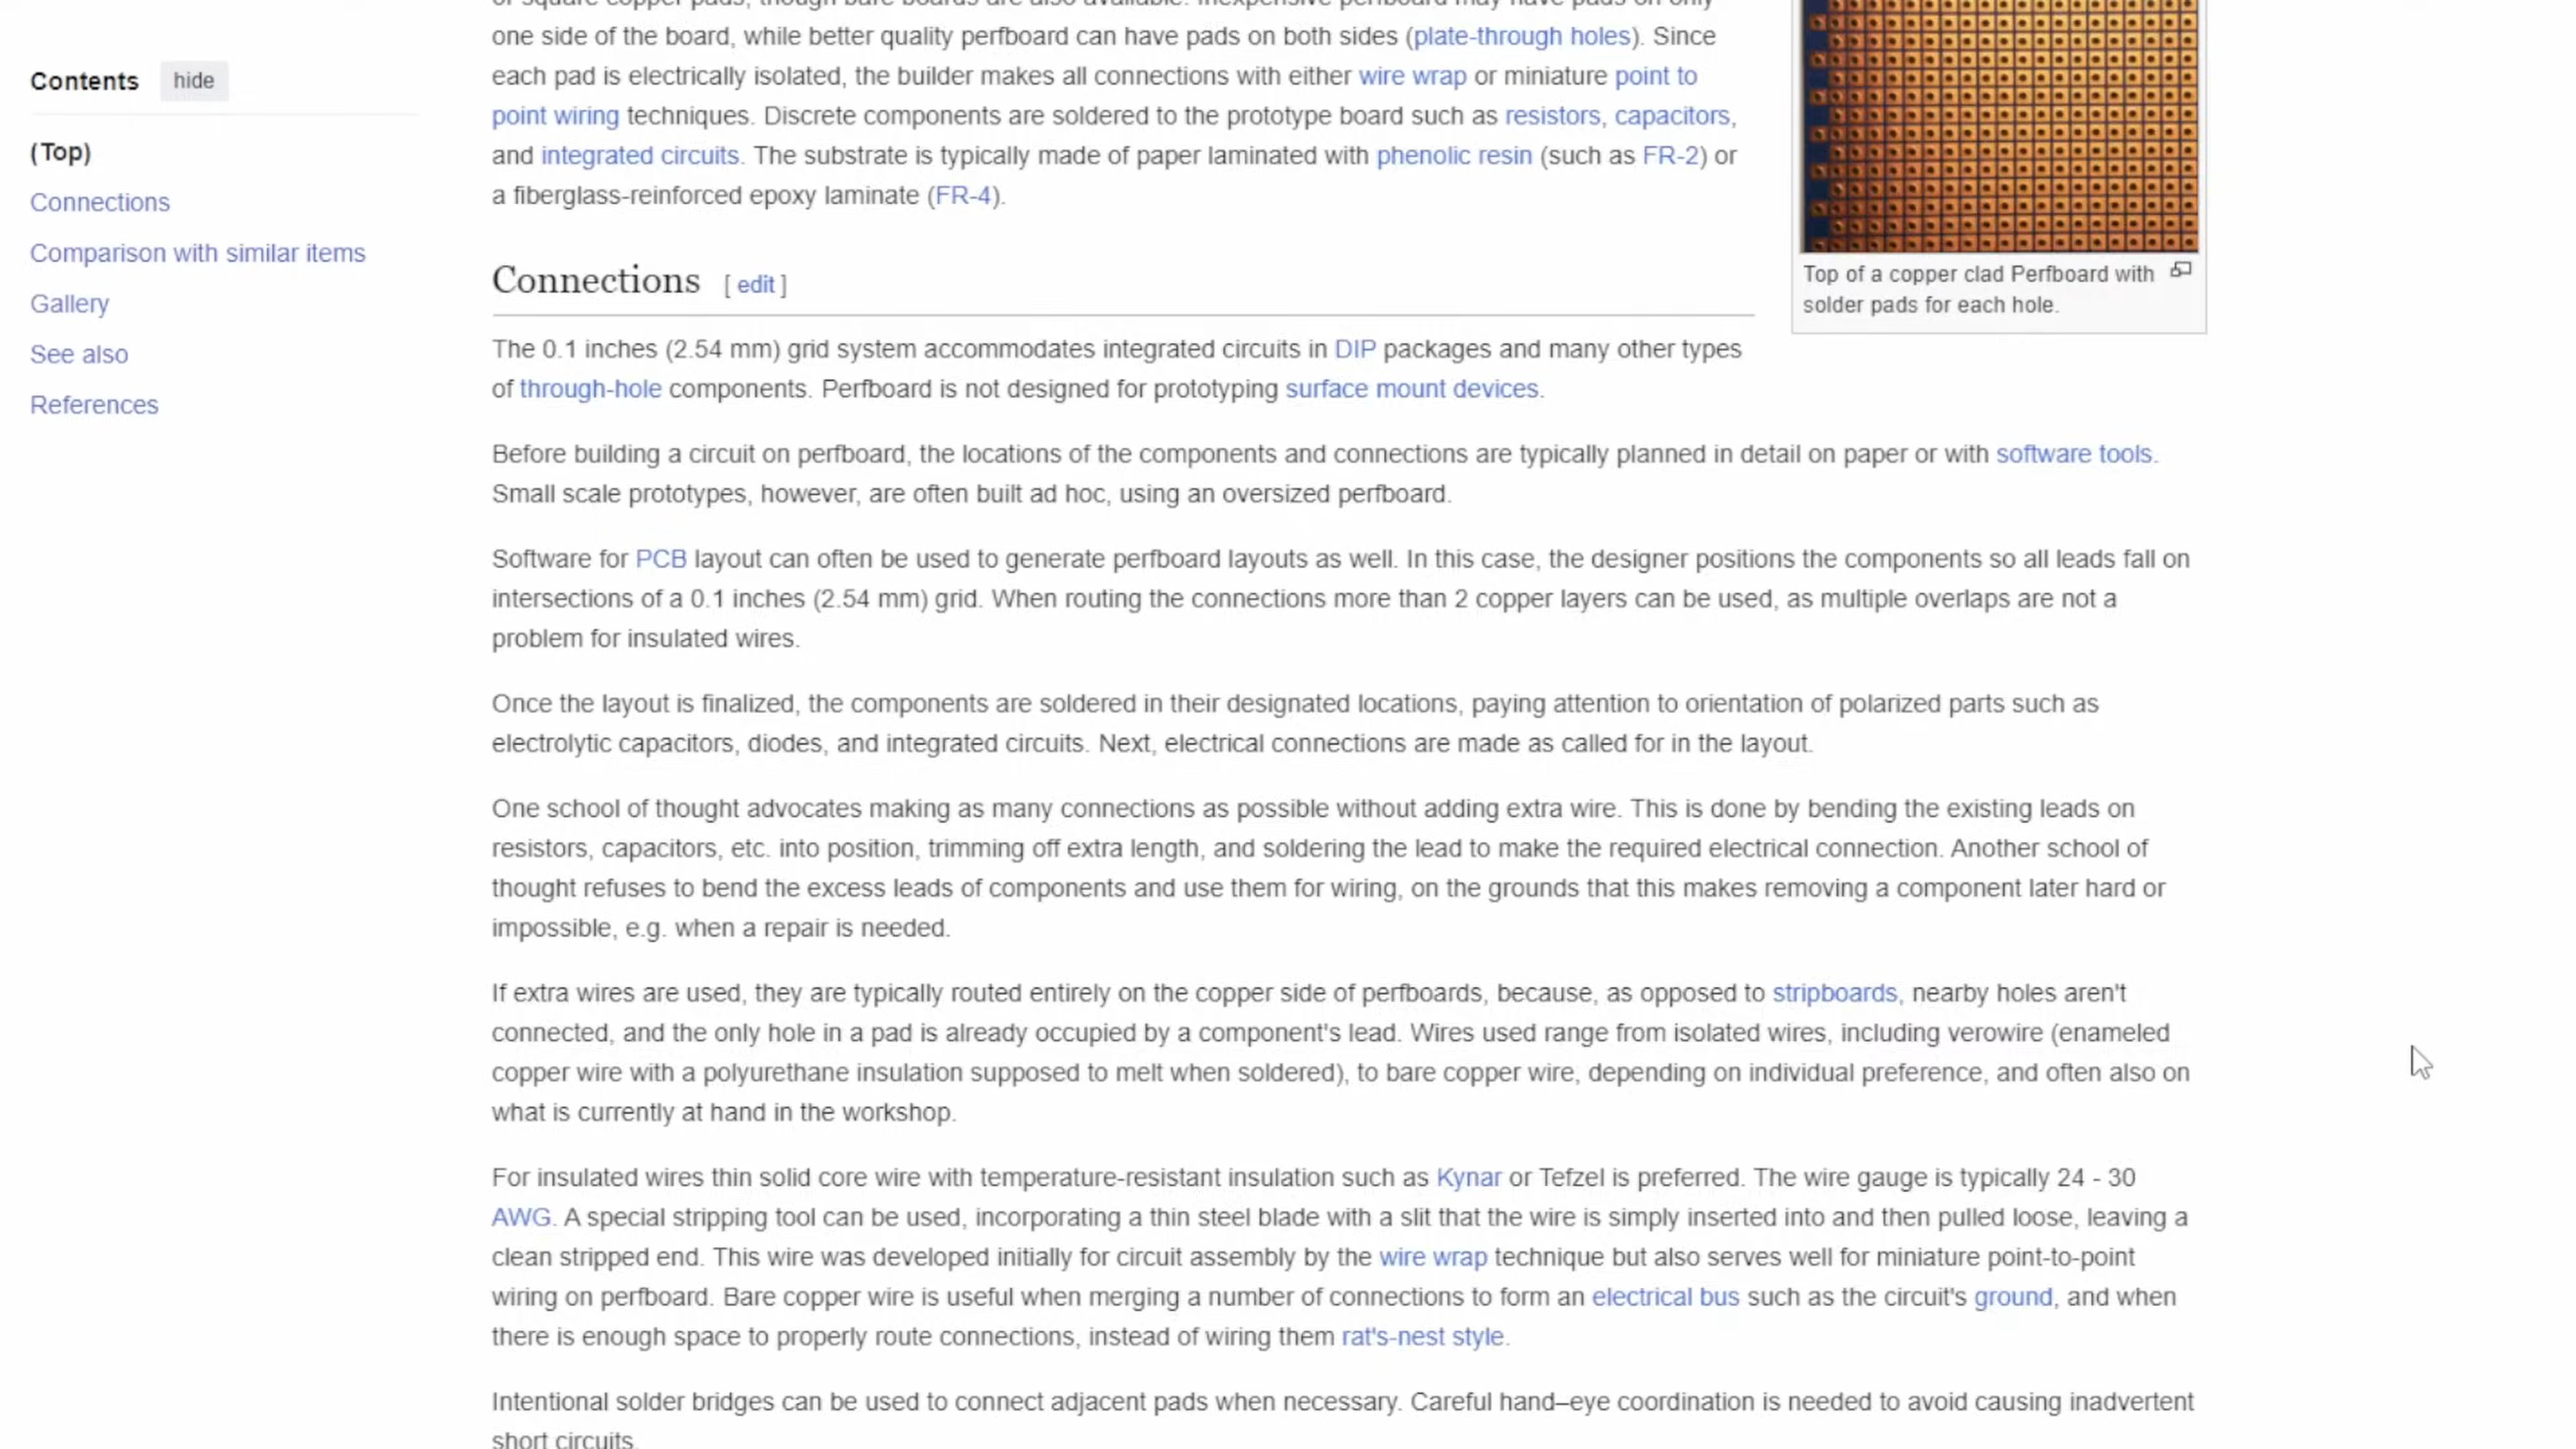 Contents hide
(Top)
Connections
Comparison with similar items
Gallery
See also
References
one side of the board, while better quality perfboard can have pads on both sides (plate-through holes). Since
each pad is electrically isolated, the builder makes all connections with either wire wrap or miniature point to
point wiring techniques. Discrete components are soldered to the prototype board such as resistors, capacitors,
and integrated circuits. The substrate is typically made of paper laminated with phenolic resin (such as FR-2) or
a fiberglass-reinforced epoxy laminate (FR-4).
Top of a copper clad Perfboard with
solder pads for each hole.
Connections [ edit ]
The 0.1 inches (2.54 mm) grid system accommodates integrated circuits in DIP packages and many other types
of through-hole components. Perfboard is not designed for prototyping surface mount devices.
Before building a circuit on perfboard, the locations of the components and connections are typically planned in detail on paper or with software tools.
Small scale prototypes, however, are often built ad hoc, using an oversized perfboard.
Software for PCB layout can often be used to generate perfboard layouts as well. In this case, the designer positions the components so all leads fall on
intersections of a 0.1 inches (2.54 mm) grid. When routing the connections more than 2 copper layers can be used, as multiple overlaps are not a
problem for insulated wires.
Once the layout is finalized, the components are soldered in their designated locations, paying attention to orientation of polarized parts such as
electrolytic capacitors, diodes, and integrated circuits. Next, electrical connections are made as called for in the layout.
One school of thought advocates making as many connections as possible without adding extra wire. This is done by bending the existing leads on
resistors, capacitors, etc. into position, trimming off extra length, and soldering the lead to make the required electrical connection. Another school of
thought refuses to bend the excess leads of components and use them for wiring, on the grounds that this makes removing a component later hard or
impossible, e.g. when a repair is needed.
If extra wires are used, they are typically routed entirely on the copper side of perfboards, because, as opposed to stripboards, nearby holes aren't
connected, and the only hole in a pad is already occupied by a component's lead. Wires used range from isolated wires, including verowire (enameled
copper wire with a polyurethane insulation supposed to melt when soldered), to bare copper wire, depending on individual preference, and often also on
what is currently at hand in the workshop.
For insulated wires thin solid core wire with temperature-resistant insulation such as Kynar or Tefzel is preferred. The wire gauge is typically 24 - 30
AWG. A special stripping tool can be used, incorporating a thin steel blade with a slit that the wire is simply inserted into and then pulled loose, leaving a
clean stripped end. This wire was developed initially for circuit assembly by the wire wrap technique but also serves well for miniature point-to-point
wiring on perfboard. Bare copper wire is useful when merging a number of connections to form an electrical bus such as the circuit's ground, and when
there is enough space to properly route connections, instead of wiring them rat's-nest style.
Intentional solder bridges can be used to connect adjacent pads when necessary. Careful hand–eye coordination is needed to avoid causing inadvertent
short circuits.